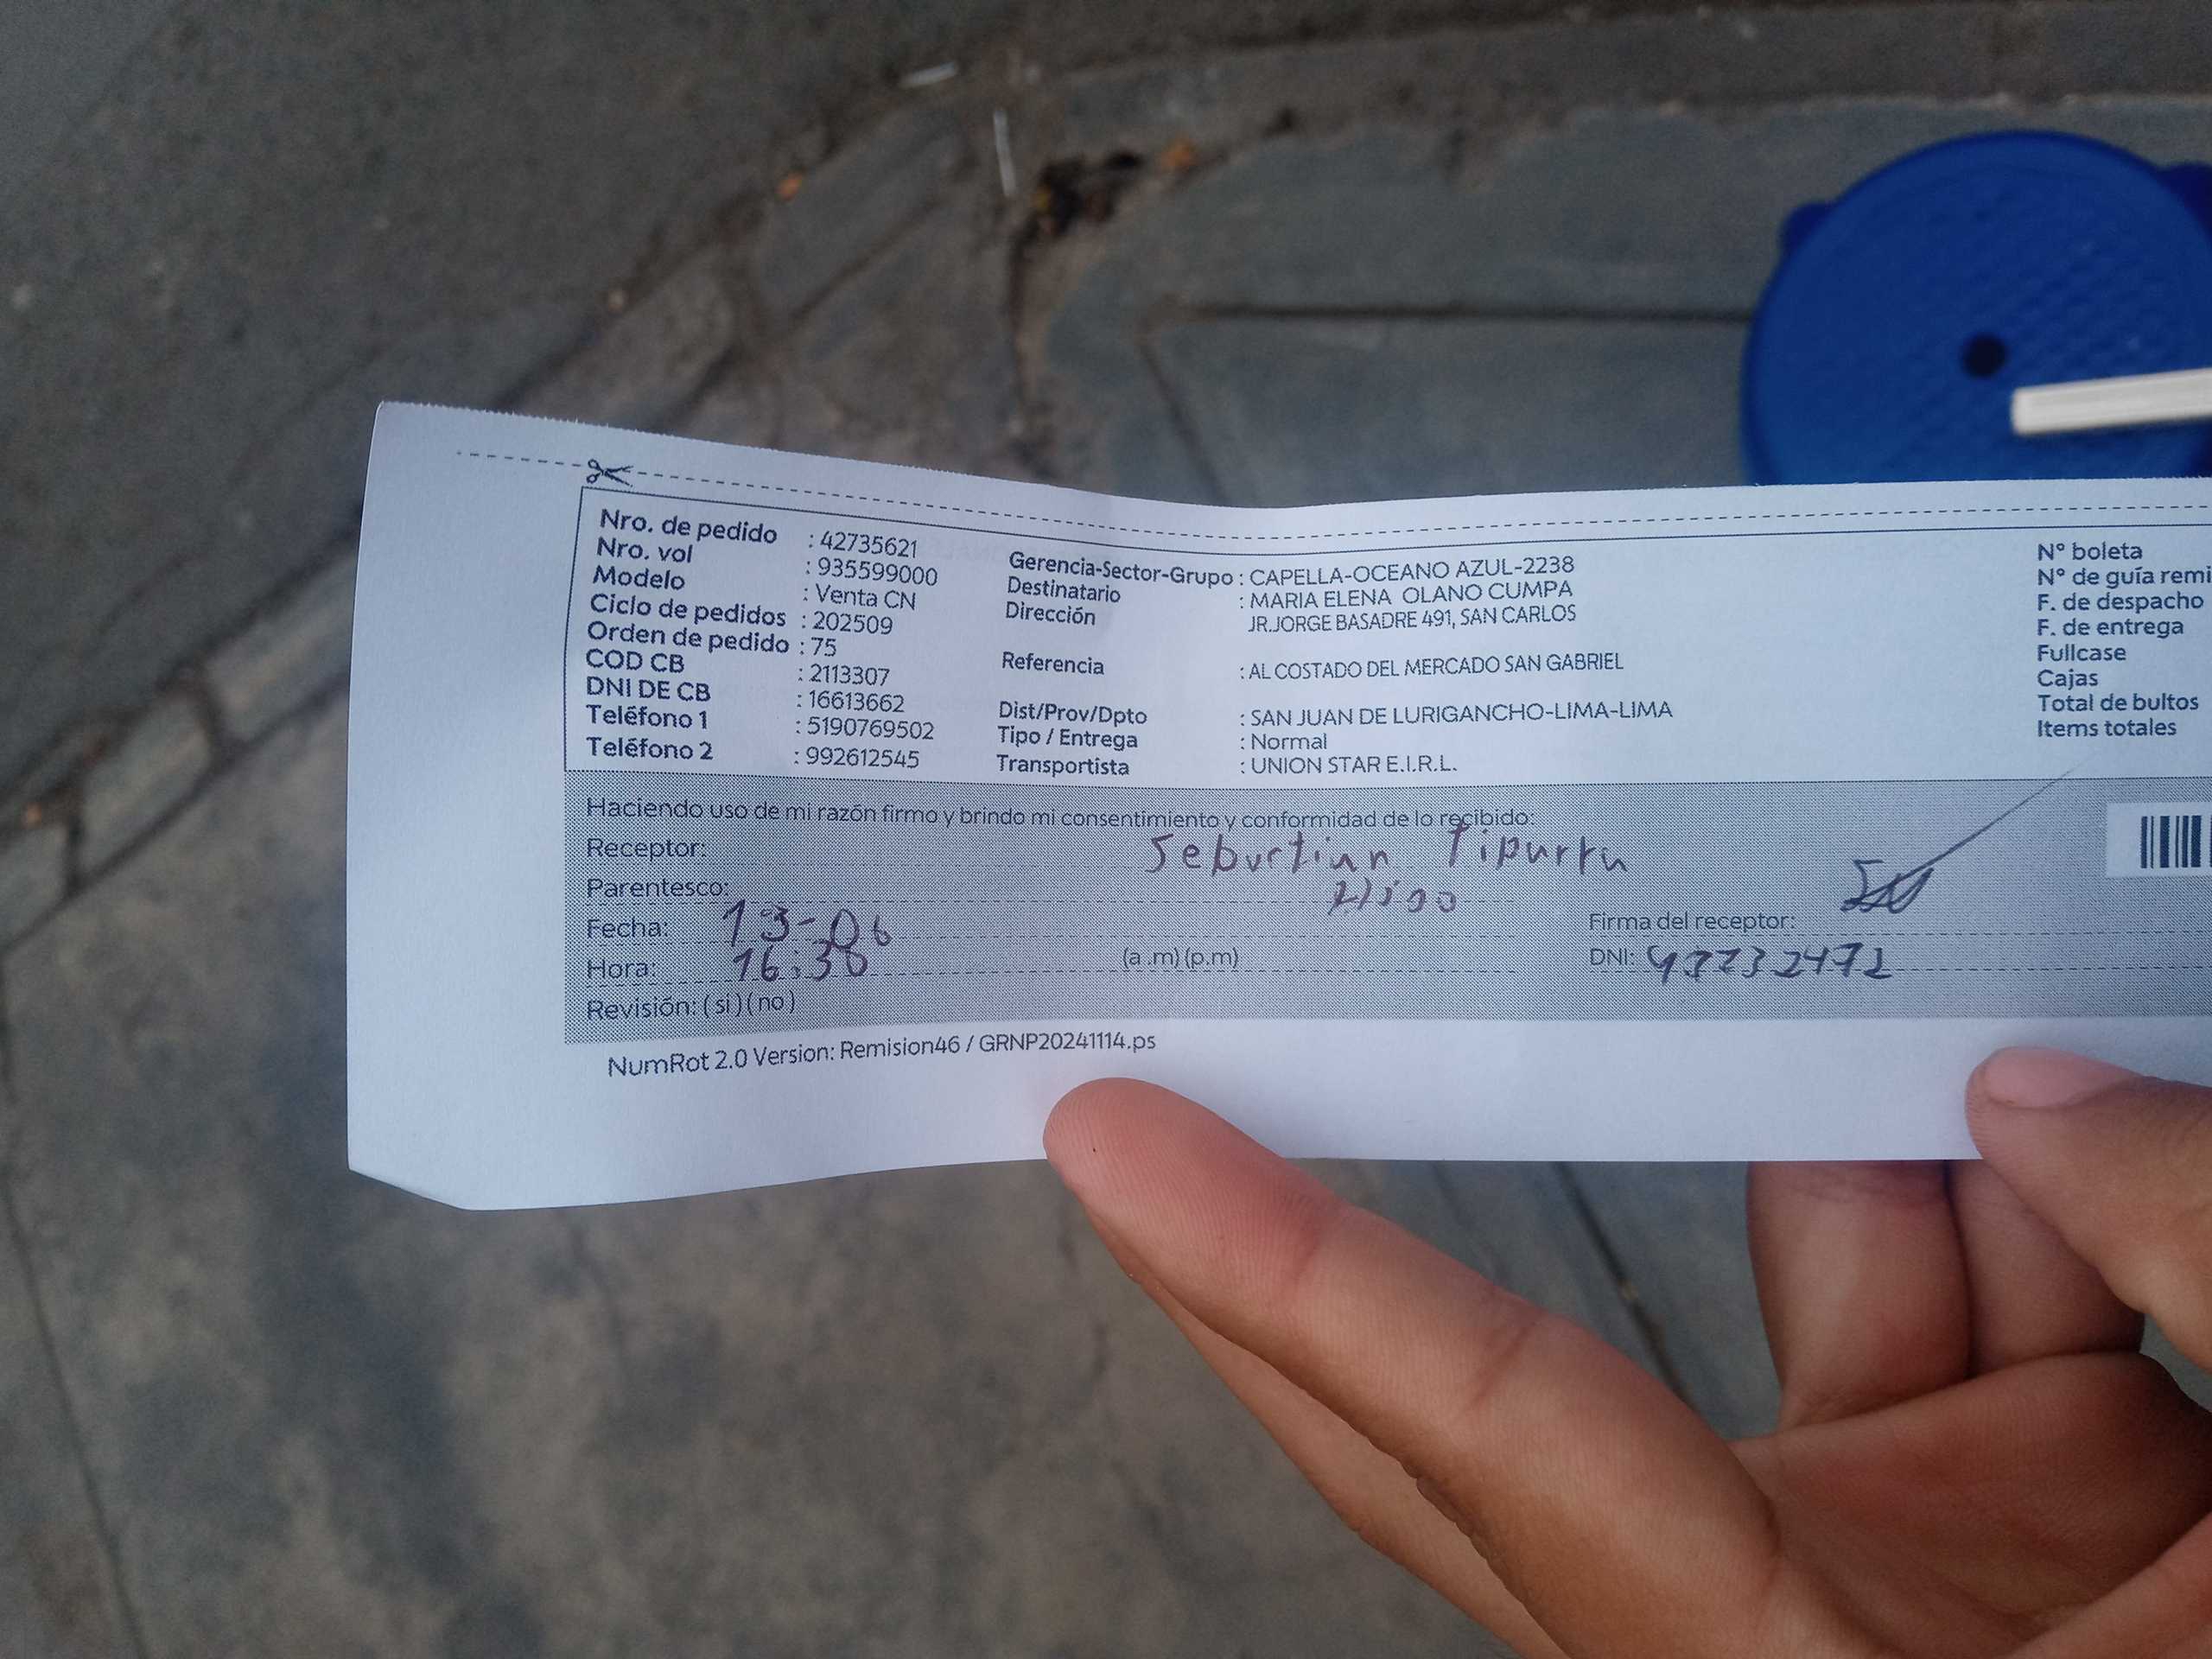 Nro. de pedido : 42735621
Nro. vol : 935599000
Modelo : Venta CN
Ciclo de pedidos : 202509
Orden de pedido : 75
COD CB : 2113307
DNI DE CB : 16613662
Teléfono 1 : 5190769502
Teléfono 2 : 992612545
Gerencia-Sector-Grupo : CAPELLA-OCEANO AZUL-2238
Destinatario : MARIA ELENA OLANO CUMPA
Dirección JR.JORGE BASADRE 491, SAN CARLOS
Referencia : AL COSTADO DEL MERCADO SAN GABRIEL
Dist/Prov/Dpto : SAN JUAN DE LURIGANCHO-LIMA-LIMA
Tipo / Entrega : Normal
Transportista : UNION STAR E.I.R.L.
N° boleta
N° de guía remi
F. de despacho
F. de entrega
Fullcase
Cajas
Total de bultos
Items totales
Haciendo uso de mi razón firmo y brindo mi consentimiento y conformidad de lo recibido:
Receptor: Sebastian
Parentesco:
Fecha: 13-06
Hora: 16:30 (a .m) (p.m)
Revisión: ( si ) ( no )
Firma del receptor:
DNI:
NumRot 2.0 Version: Remision46 / GRNP20241114.ps